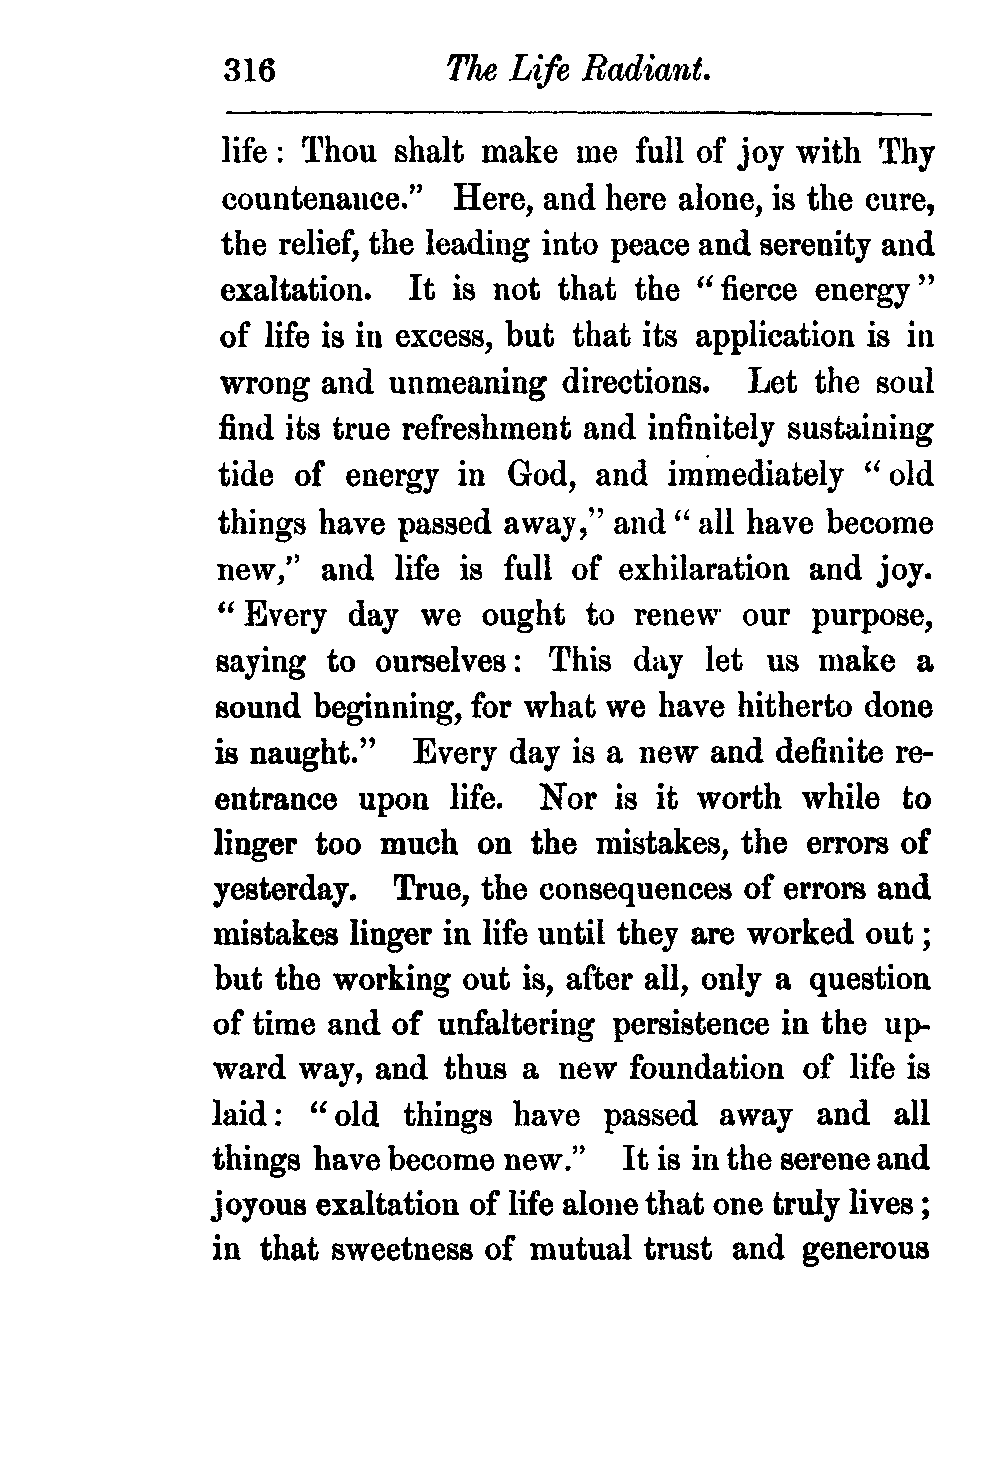 316 The Life Radiant.
life : Thou shalt make me full of joy with Thy
countenance." Here, and here alone, is the cure,
the relief, the leading into peace and serenity and
exaltation. It is not that the "fierce energy"
of life is in excess, but that its application is in
wrong and unmeaning directions. Let the soul
find its true refreshment and infinitely sustaining
tide of energy in God, and immediately "old
things have passed away," and "all have become
new," and life is full of exhilaration and joy.
"Every day we ought to renew our purpose,
saying to ourselves: This day let us make a
sound beginning, for what we have hitherto done
is naught." Every day is a new and definite re-
entrance upon life. Nor is it worth while to
linger too much on the mistakes, the errors of
yesterday. True, the consequences of errors and
mistakes linger in life until they are worked out ;
but the working out is, after all, only a question
of time and of unfaltering persistence in the up-
ward way, and thus a new foundation of life is
laid: "old things have passed away and all
things have become new." It is in the serene and
joyous exaltation of life alone that one truly lives ;
in that sweetness of mutual trust and generous